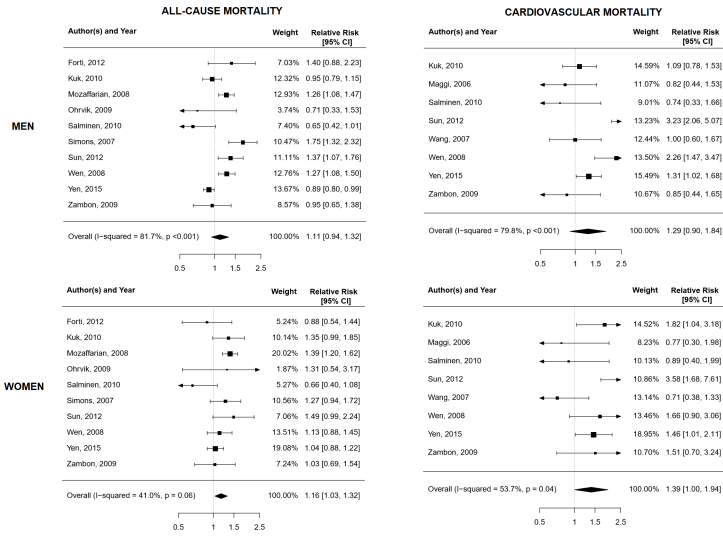 ALL-CAUSE MORTALITY
Author(s) and Year Weight Relative Risk
[95% CI]
MEN
Forti, 2012 7.03% 1.40 [0.88, 2.23]
Kuk, 2010 12.32% 0.95 [0.79, 1.15]
Mozaffarian, 2008 12.93% 1.26 [1.08, 1.47]
Ohrvik, 2009 3.74% 0.71 [0.33, 1.53]
Salminen, 2010 7.40% 0.65 [0.42, 1.01]
Simons, 2007 10.47% 1.75 [1.32, 2.32]
Sun, 2012 11.11% 1.37 [1.07, 1.76]
Wen, 2008 12.76% 1.27 [1.08, 1.50]
Yen, 2015 13.67% 0.89 [0.80, 0.99]
Zambon, 2009 8.57% 0.95 [0.65, 1.38]
Overall (I−squared = 81.7%, p <0.001) 100.00% 1.11 [0.94, 1.32]
0.5 1 1.5 2.5
CARDIOVASCULAR MORTALITY
Author(s) and Year Weight Relative Risk
[95% CI]
Kuk, 2010 14.59% 1.09 [0.78, 1.53]
Maggi, 2006 11.07% 0.82 [0.44, 1.53]
Salminen, 2010 9.01% 0.74 [0.33, 1.66]
Sun, 2012 13.23% 3.23 [2.06, 5.07]
Wang, 2007 12.44% 1.00 [0.60, 1.67]
Wen, 2008 13.50% 2.26 [1.47, 3.47]
Yen, 2015 15.49% 1.31 [1.02, 1.68]
Zambon, 2009 10.67% 0.85 [0.44, 1.65]
Overall (I−squared = 79.8%, p <0.001) 100.00% 1.29 [0.90, 1.84]
0.5 1 1.5 2.5
Author(s) and Year Weight Relative Risk
[95% CI]
WOMEN
Forti, 2012 5.24% 0.88 [0.54, 1.44]
Kuk, 2010 10.14% 1.35 [0.99, 1.85]
Mozaffarian, 2008 20.02% 1.39 [1.20, 1.62]
Ohrvik, 2009 1.87% 1.31 [0.54, 3.17]
Salminen, 2010 5.27% 0.66 [0.40, 1.08]
Simons, 2007 10.56% 1.27 [0.94, 1.72]
Sun, 2012 7.06% 1.49 [0.99, 2.24]
Wen, 2008 13.51% 1.13 [0.88, 1.45]
Yen, 2015 19.08% 1.04 [0.88, 1.22]
Zambon, 2009 7.24% 1.03 [0.69, 1.54]
Overall (I−squared = 41.0%, p = 0.06) 100.00% 1.16 [1.03, 1.32]
0.5 1 1.5 2.5
Author(s) and Year Weight Relative Risk
[95% CI]
Kuk, 2010 14.52% 1.82 [1.04, 3.18]
Maggi, 2006 8.23% 0.77 [0.30, 1.98]
Salminen, 2010 10.13% 0.89 [0.40, 1.99]
Sun, 2012 10.86% 3.58 [1.68, 7.61]
Wang, 2007 13.14% 0.71 [0.38, 1.33]
Wen, 2008 13.46% 1.66 [0.90, 3.06]
Yen, 2015 18.95% 1.46 [1.01, 2.11]
Zambon, 2009 10.70% 1.51 [0.70, 3.24]
Overall (I−squared = 53.7%, p = 0.04) 100.00% 1.39 [1.00, 1.94]
0.5 1 1.5 2.5